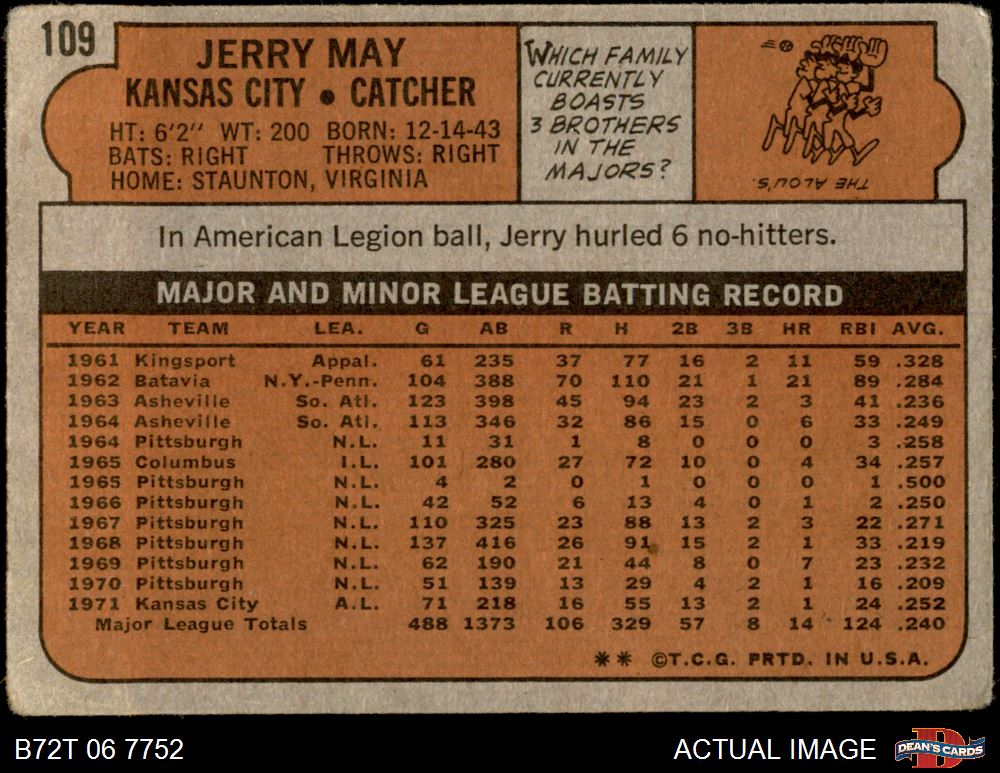 109
JERRY MAY
KANSAS CITY • CATCHER
HT: 6'2" WT: 200 BORN: 12-14-43
BATS: RIGHT THROWS: RIGHT
HOME: STAUNTON, VIRGINIA
WHICH FAMILY
CURRENTLY
BOASTS
3 BROTHERS
IN THE
MAJORS?
THE ALOU'S.
In American Legion ball, Jerry hurled 6 no-hitters.
MAJOR AND MINOR LEAGUE BATTING RECORD
YEAR TEAM LEA. G AB R H 2B 3B HR RBI AVG.
1961 Kingsport Appal. 61 235 37 77 16 2 11 59 .328
1962 Batavia N.Y.-Penn. 104 388 70 110 21 1 21 89 .284
1963 Asheville So. Atl. 123 398 45 94 23 2 3 41 .236
1964 Asheville So. Atl. 113 346 32 86 15 0 6 33 .249
1964 Pittsburgh N.L. 11 31 1 8 0 0 0 3 .258
1965 Columbus I.L. 101 280 27 72 10 0 4 34 .257
1965 Pittsburgh N.L. 4 2 0 1 0 0 0 1 .500
1966 Pittsburgh N.L. 42 52 6 13 4 0 1 2 .250
1967 Pittsburgh N.L. 110 325 23 88 13 2 3 22 .271
1968 Pittsburgh N.L. 137 416 26 91 15 2 1 33 .219
1969 Pittsburgh N.L. 62 190 21 44 8 0 7 23 .232
1970 Pittsburgh N.L. 51 139 13 29 4 2 1 16 .209
1971 Kansas City A.L. 71 218 16 55 13 2 1 24 .252
Major League Totals 488 1373 106 329 57 8 14 124 .240
** ©T.C.G. PRTD. IN U.S.A.
B72T 06 7752
ACTUAL IMAGE
D
DEAN'S CARDS